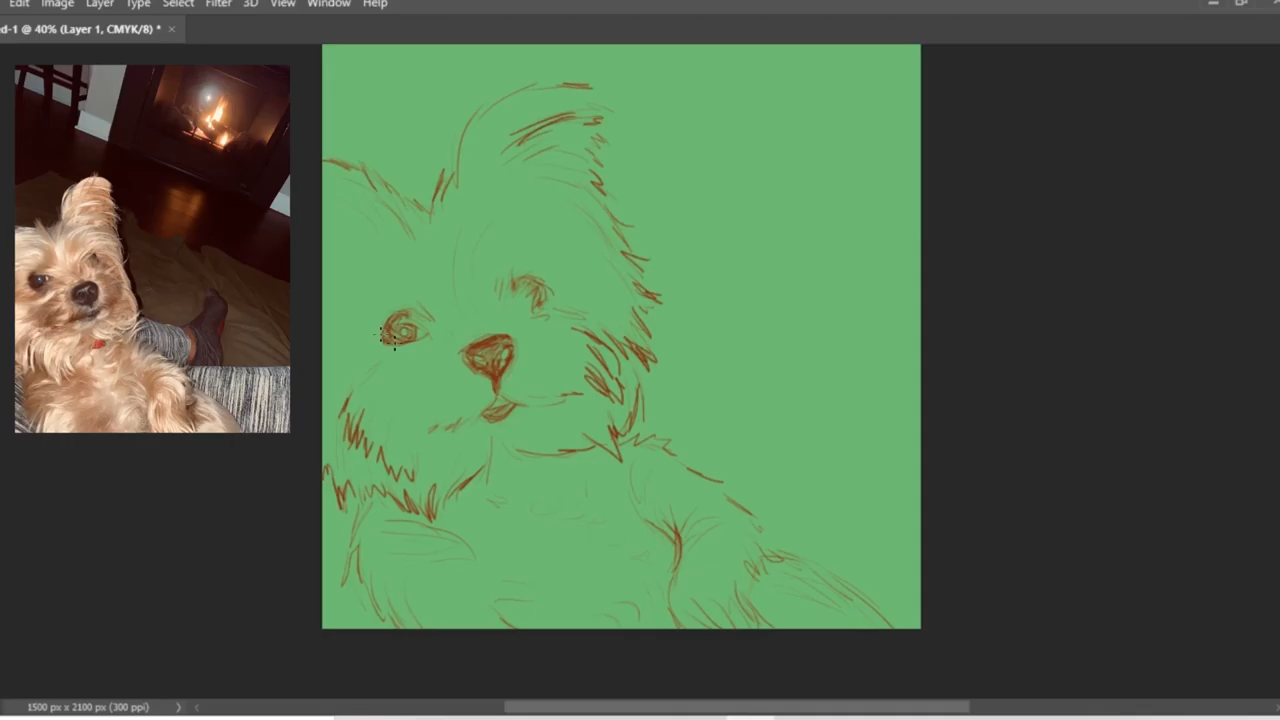 Edit Image Layer Type Select Filter 3D View Window Help
d-1 @ 40% (Layer 1, CMYK/8) * ×
1500 px x 2100 px (300 ppi)